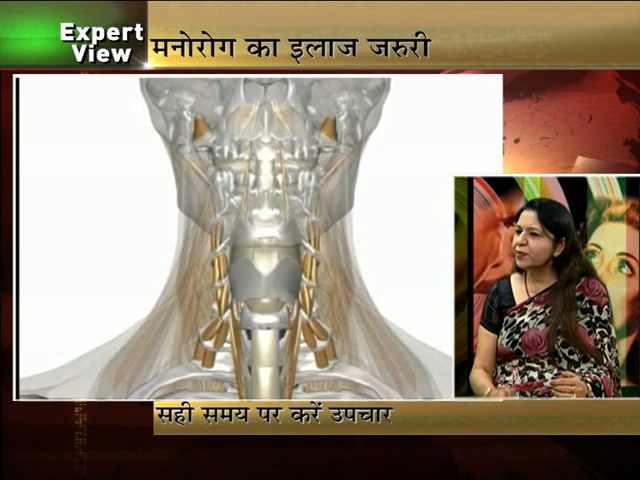 Expert
View
मनोरोग का इलाज जरुरी
सही समय पर करें उपचार